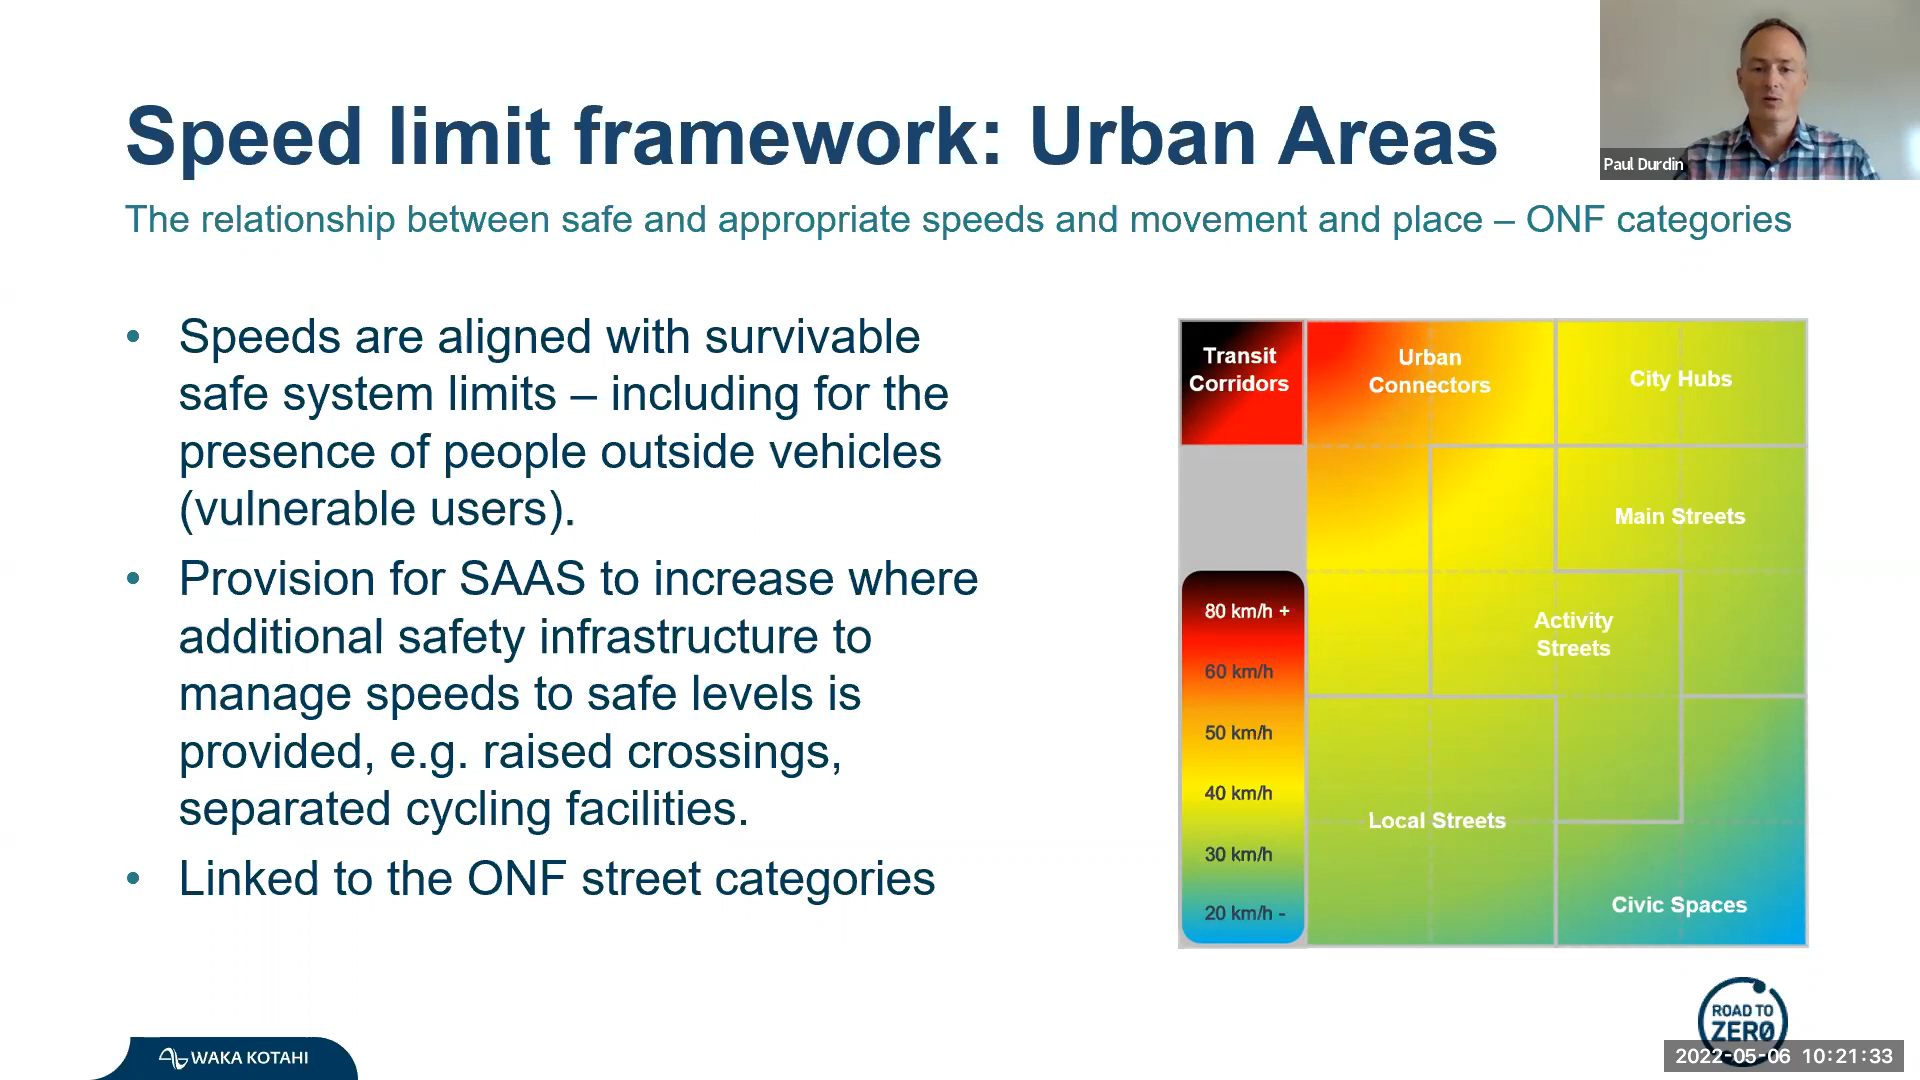 Speed limit framework: Urban Areas
Paul Durdin
The relationship between safe and appropriate speeds and movement and place – ONF categories
• Speeds are aligned with survivable
safe system limits – including for the
presence of people outside vehicles
(vulnerable users).
• Provision for SAAS to increase where
additional safety infrastructure to
manage speeds to safe levels is
provided, e.g. raised crossings,
separated cycling facilities.
• Linked to the ONF street categories
Transit
Corridors
Urban
Connectors
City Hubs
Main Streets
Activity
Streets
Local Streets
Civic Spaces
80 km/h +
60 km/h
50 km/h
40 km/h
30 km/h
20 km/h -
WAKA KOTAHI
ROAD TO
ZERO
2022-05-06 10:21:33